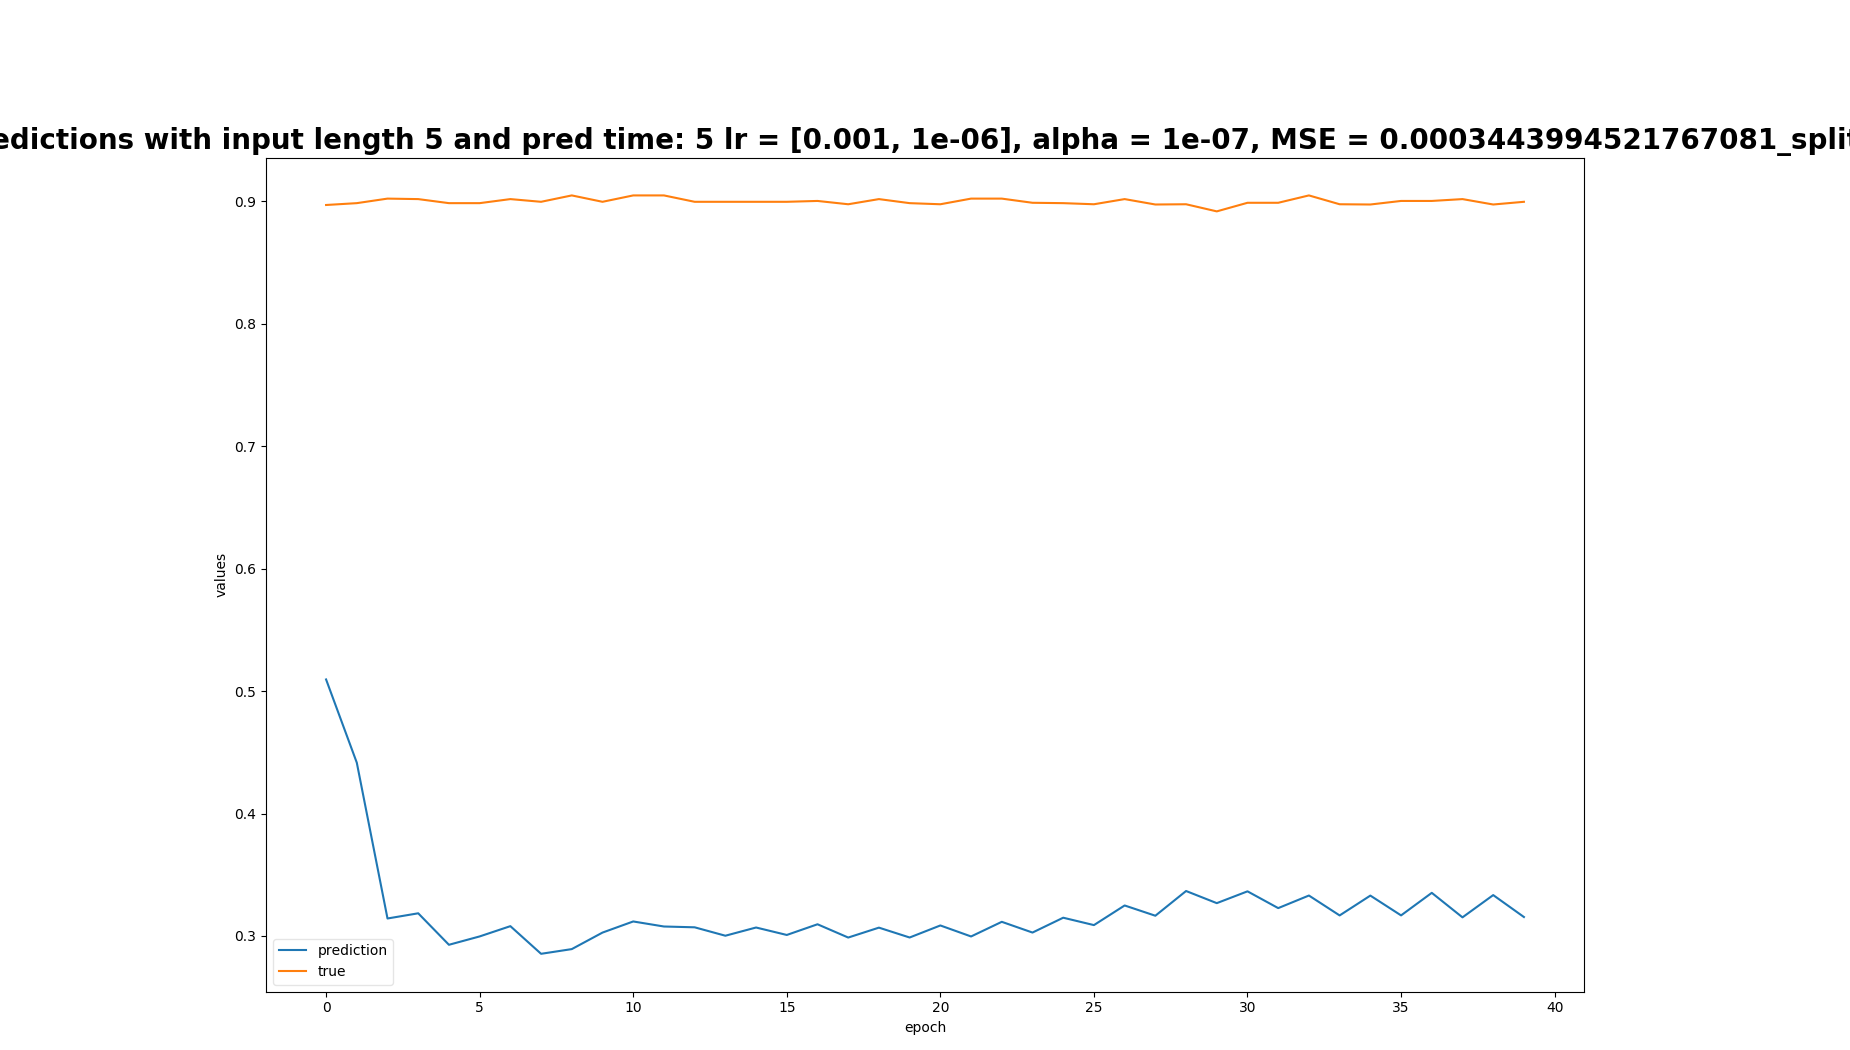 edictions with input length 5 and pred time: 5 lr = [0.001, 1e-06], alpha = 1e-07, MSE = 0.0003443994521767081_split
0.9
0.8
0.7
0.6
0.5
0.4
0.3
values
prediction
true
0 5 10 15 20 25 30 35 40
epoch